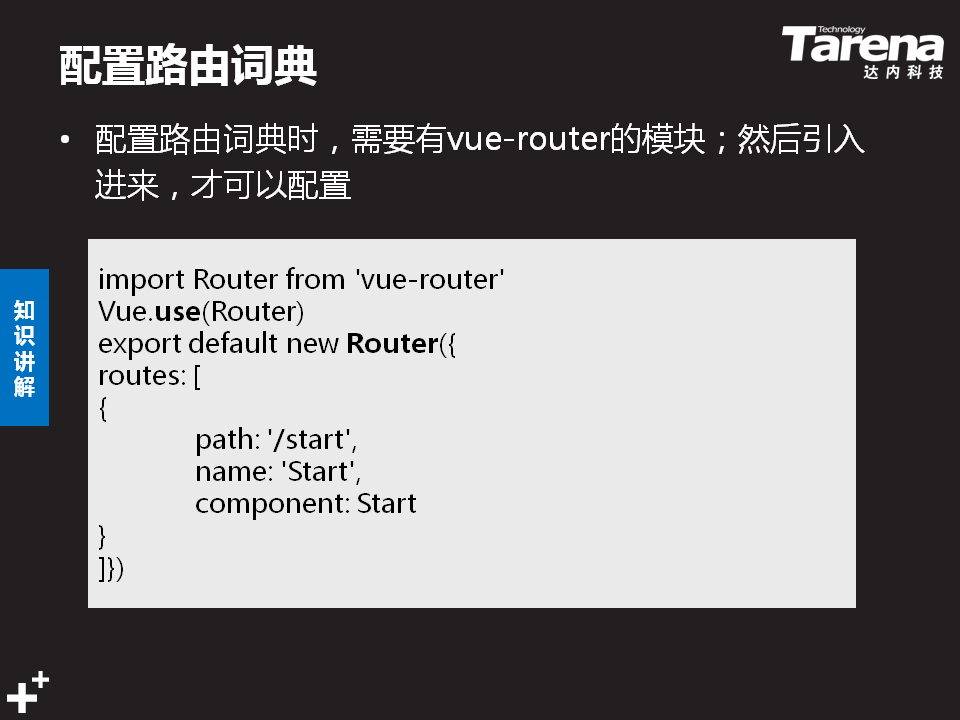 配置路由词典
Technology
Tarena
达内科技
• 配置路由词典时，需要有vue-router的模块；然后引入
进来，才可以配置
知识讲解
import Router from 'vue-router'
Vue.use(Router)
export default new Router({
routes: [
{
path: '/start',
name: 'Start',
component: Start
}
]})